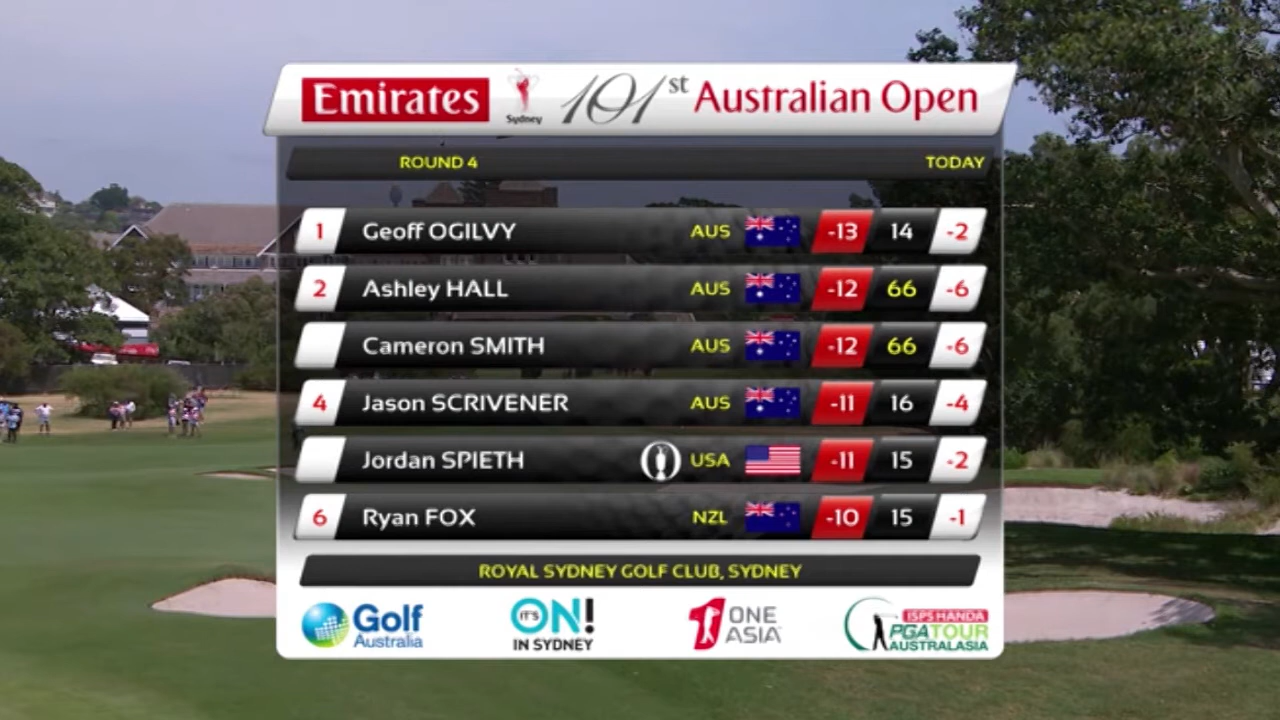 Emirates Sydney 101st Australian Open
ROUND 4 TODAY
1 Geoff OGILVY AUS -13 14 -2
2 Ashley HALL AUS -12 66 -6
Cameron SMITH AUS -12 66 -6
4 Jason SCRIVENER AUS -11 16 -4
Jordan SPIETH USA -11 15 -2
6 Ryan FOX NZL -10 15 -1
ROYAL SYDNEY GOLF CLUB, SYDNEY
Golf Australia
IT'S ON! IN SYDNEY
1 ONE ASIA
ISPS HANDA PGA TOUR AUSTRALASIA